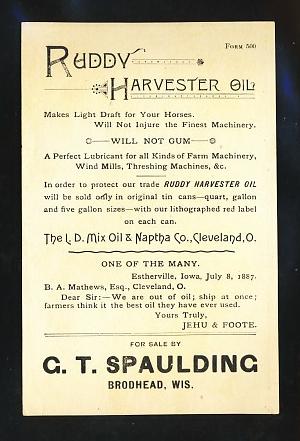 FORM 500
RUDDY
HARVESTER OIL
Makes Light Draft for Your Horses.
Will Not Injure the Finest Machinery.
WILL NOT GUM
A Perfect Lubricant for all Kinds of Farm Machinery,
Wind Mills, Threshing Machines, &c.
In order to protect our trade RUDDY HARVESTER OIL
will be sold only in original tin cans—quart, gallon
and five gallon sizes—with our lithographed red label
on each can.
The I. D. Mix Oil & Naptha Co., Cleveland, O.
ONE OF THE MANY.
Estherville, Iowa, July 8, 1887.
B. A. Mathews, Esq., Cleveland, O.
Dear Sir:—We are out of oil; ship at once;
farmers think it the best oil they have ever used.
Yours Truly,
JEHU & FOOTE.
FOR SALE BY
G. T. SPAULDING
BRODHEAD, WIS.